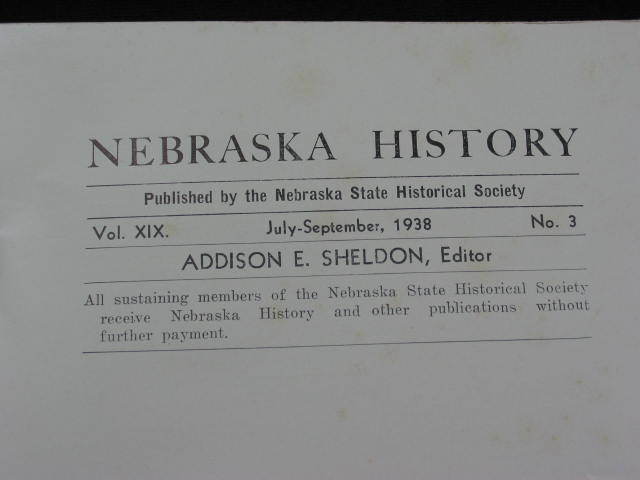 NEBRASKA HISTORY
Published by the Nebraska State Historical Society
Vol. XIX. July-September, 1938 No. 3
ADDISON E. SHELDON, Editor
All sustaining members of the Nebraska State Historical Society
receive Nebraska History and other publications without
further payment.